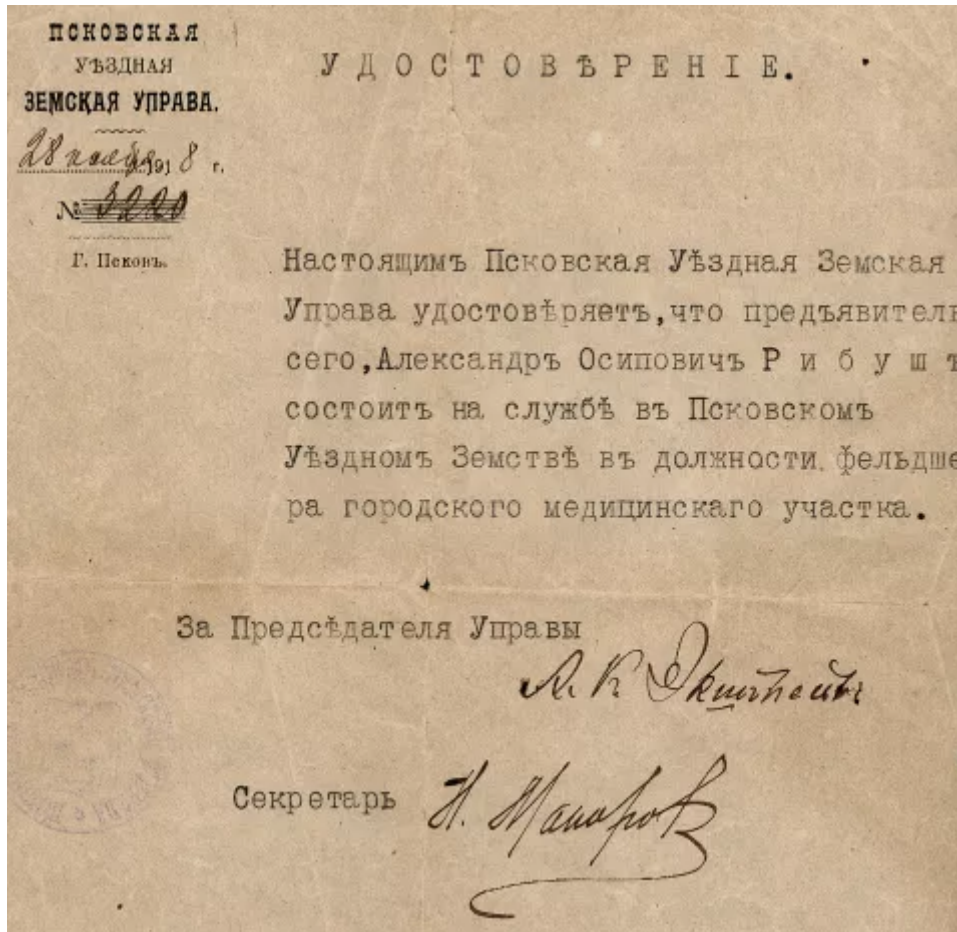 ПСКОВСКАЯ
УѢЗДНАЯ
ЗЕМСКАЯ УПРАВА.
28 ноября 1918 г.
№ 3220
Г. Псковъ.
УДОСТОВѢРЕНІЕ.
Настоящимъ Псковская Уѣздная Земская
Управа удостовѣряетъ,что предъявитель
сего,Александръ Осиповичъ Р и б у ш ъ
состоитъ на службѣ въ Псковскомъ
Уѣздномъ Земствѣ въ должности фельдше
ра городского медицинскаго участка.
За Предсѣдателя Управы
А. К.
Секретарь
Н.